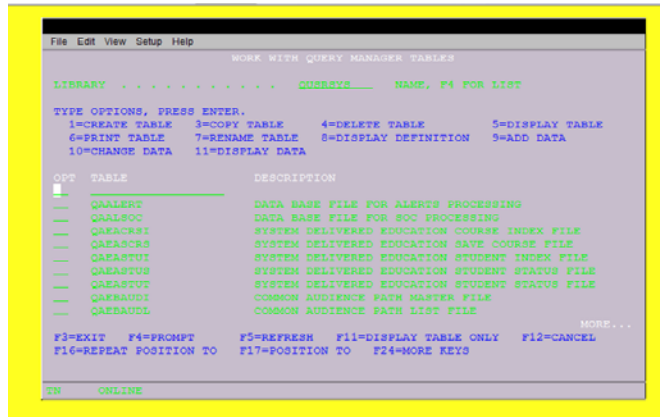 File Edit View Setup Help
WORK WITH QUERY MANAGER TABLES
LIBRARY . . . . . . . . . . . . QUSRSYS NAME, F4 FOR LIST
TYPE OPTIONS, PRESS ENTER.
1=CREATE TABLE 3=COPY TABLE 4=DELETE TABLE 5=DISPLAY TABLE
6=PRINT TABLE 7=RENAME TABLE 8=DISPLAY DEFINITION 9=ADD DATA
10=CHANGE DATA 11=DISPLAY DATA
OPT TABLE DESCRIPTION
QAALERT DATA BASE FILE FOR ALERTS PROCESSING
QAALSOC DATA BASE FILE FOR SOC PROCESSING
QAEACRSI SYSTEM DELIVERED EDUCATION COURSE INDEX FILE
QAEASCRS SYSTEM DELIVERED EDUCATION SAVE COURSE FILE
QAEASTUI SYSTEM DELIVERED EDUCATION STUDENT INDEX FILE
QAEASTUS SYSTEM DELIVERED EDUCATION STUDENT STATUS FILE
QAEASTUT SYSTEM DELIVERED EDUCATION STUDENT STATUS FILE
QAEBAUDI COMMON AUDIENCE PATH MASTER FILE
QAEBAUDL COMMON AUDIENCE PATH LIST FILE
MORE...
F3=EXIT F4=PROMPT F5=REFRESH F11=DISPLAY TABLE ONLY F12=CANCEL
F16=REPEAT POSITION TO F17=POSITION TO F24=MORE KEYS
TN ONLINE